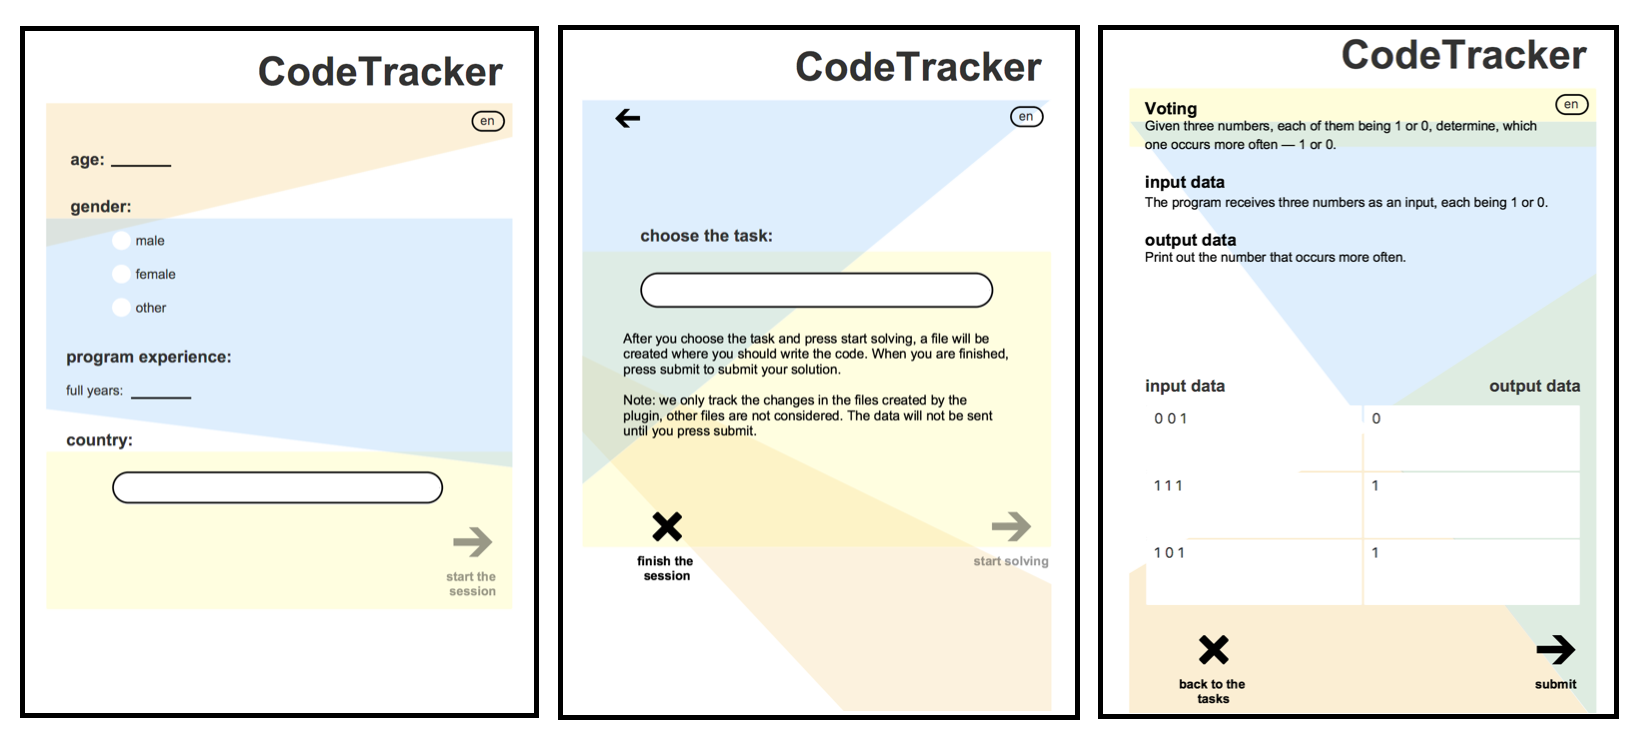 CodeTracker
en
age:
gender:
male
female
other
program experience:
full years:
country:
start the
session
CodeTracker
en
choose the task:
After you choose the task and press start solving, a file will be
created where you should write the code. When you are finished,
press submit to submit your solution.
Note: we only track the changes in the files created by the
plugin, other files are not considered. The data will not be sent
until you press submit.
finish the
session
start solving
CodeTracker
en
Voting
Given three numbers, each of them being 1 or 0, determine, which
one occurs more often — 1 or 0.
input data
The program receives three numbers as an input, each being 1 or 0.
output data
Print out the number that occurs more often.
input data output data
0 0 1 0
1 1 1 1
1 0 1 1
back to the
tasks
submit